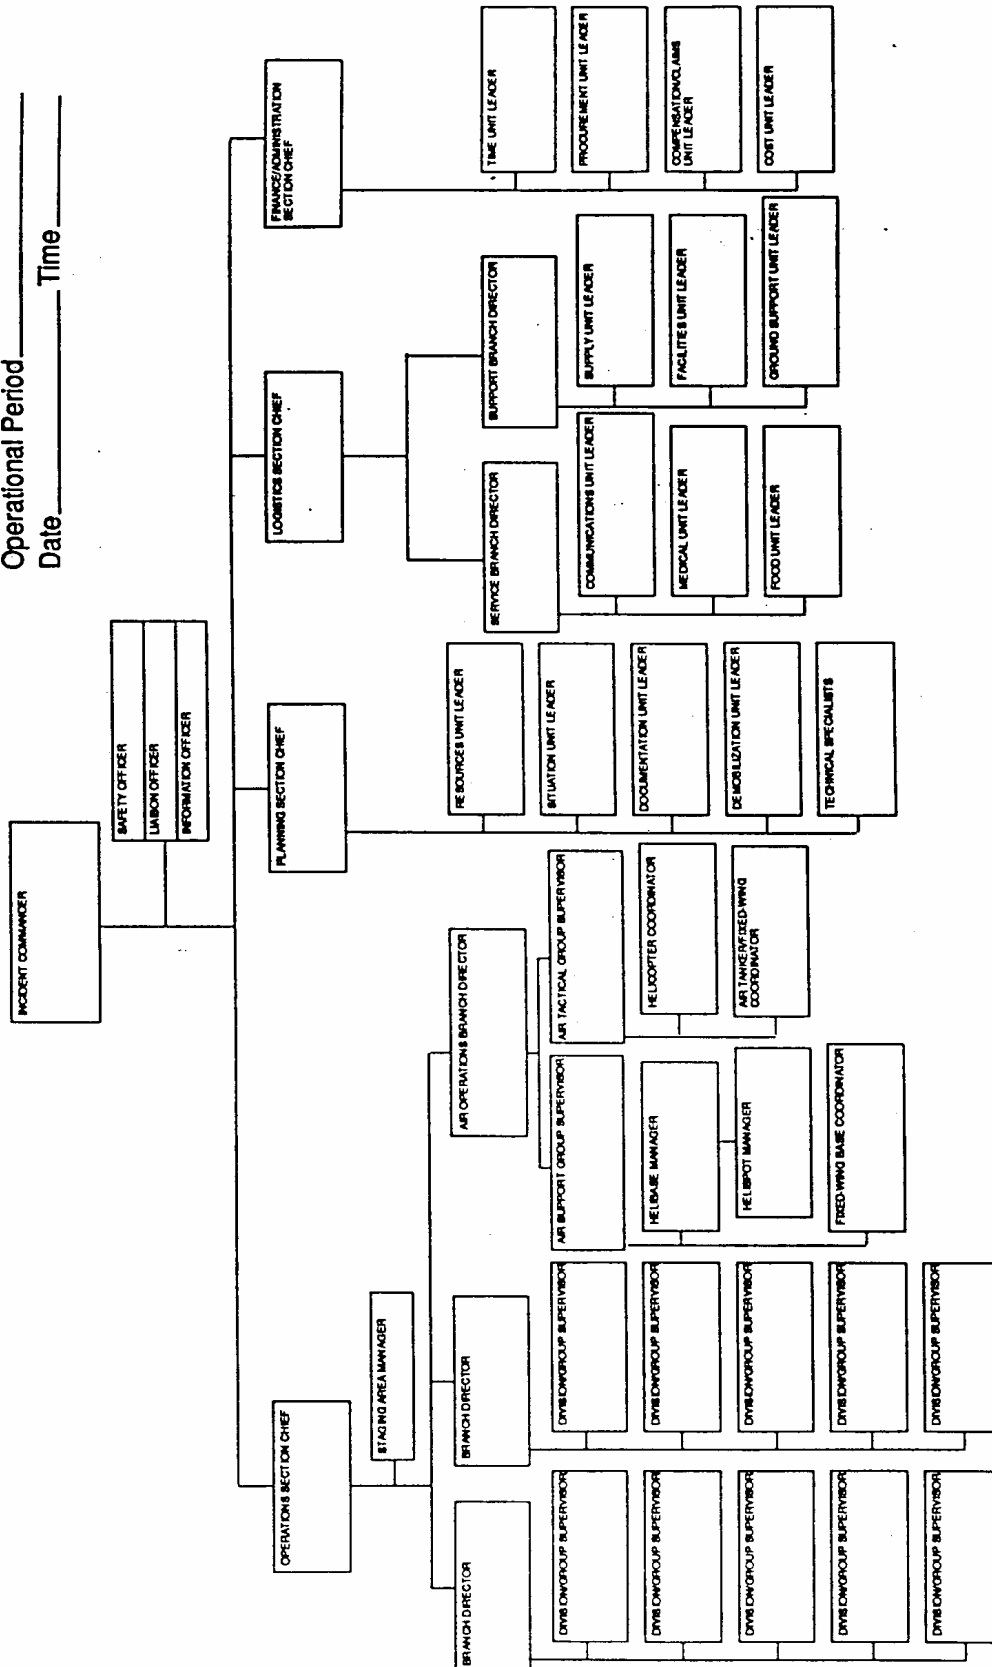 Operational Period
Date Time
INCIDENT COMMANDER
SAFETY OFFICER
LIAISON OFFICER
INFORMATION OFFICER
OPERATIONS SECTION CHIEF
PLANNING SECTION CHIEF
LOGISTICS SECTION CHIEF
FINANCE/ADMINISTRATION
SECTION CHIEF
STAGING AREA MANAGER
BRANCH DIRECTOR
BRANCH DIRECTOR
AIR OPERATIONS BRANCH DIRECTOR
DIVISION/GROUP SUPERVISOR
DIVISION/GROUP SUPERVISOR
DIVISION/GROUP SUPERVISOR
DIVISION/GROUP SUPERVISOR
DIVISION/GROUP SUPERVISOR
DIVISION/GROUP SUPERVISOR
DIVISION/GROUP SUPERVISOR
DIVISION/GROUP SUPERVISOR
DIVISION/GROUP SUPERVISOR
DIVISION/GROUP SUPERVISOR
AIR SUPPORT GROUP SUPERVISOR
HELIBASE MANAGER
HELISPOT MANAGER
FIXED-WING BASE COORDINATOR
AIR TACTICAL GROUP SUPERVISOR
HELICOPTER COORDINATOR
AIR TANKER/FIXED-WING
COORDINATOR
RESOURCES UNIT LEADER
SITUATION UNIT LEADER
DOCUMENTATION UNIT LEADER
DEMOBILIZATION UNIT LEADER
TECHNICAL SPECIALISTS
SERVICE BRANCH DIRECTOR
COMMUNICATIONS UNIT LEADER
MEDICAL UNIT LEADER
FOOD UNIT LEADER
SUPPORT BRANCH DIRECTOR
SUPPLY UNIT LEADER
FACILITIES UNIT LEADER
GROUND SUPPORT UNIT LEADER
TIME UNIT LEADER
PROCUREMENT UNIT LEADER
COMPENSATION/CLAIMS
UNIT LEADER
COST UNIT LEADER